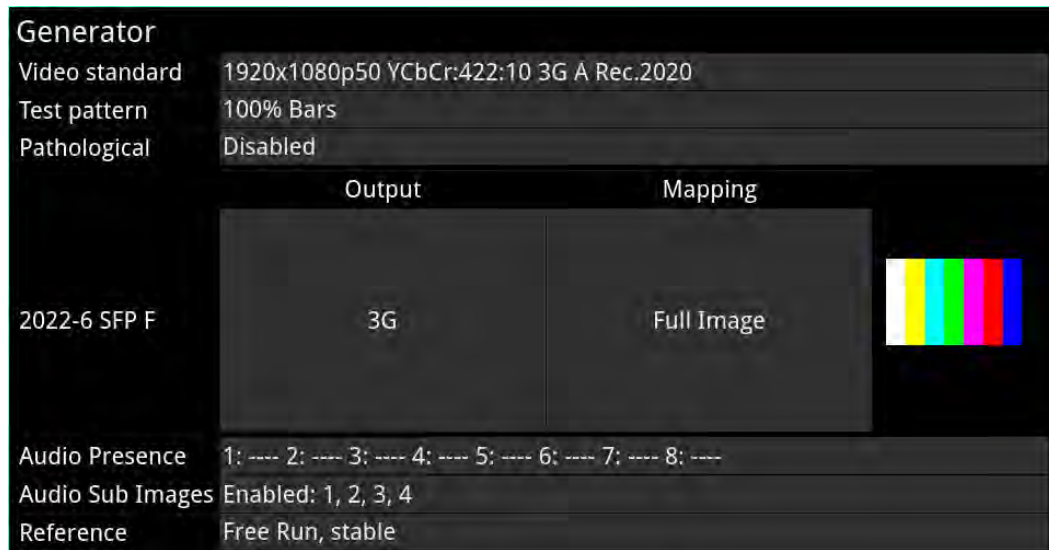 Generator
Video standard 1920x1080p50 YCbCr:422:10 3G A Rec.2020
Test pattern 100% Bars
Pathological Disabled
Output Mapping
2022-6 SFP F 3G Full Image
Audio Presence 1: ---- 2: ---- 3: ---- 4: ---- 5: ---- 6: ---- 7: ---- 8: ----
Audio Sub Images Enabled: 1, 2, 3, 4
Reference Free Run, stable